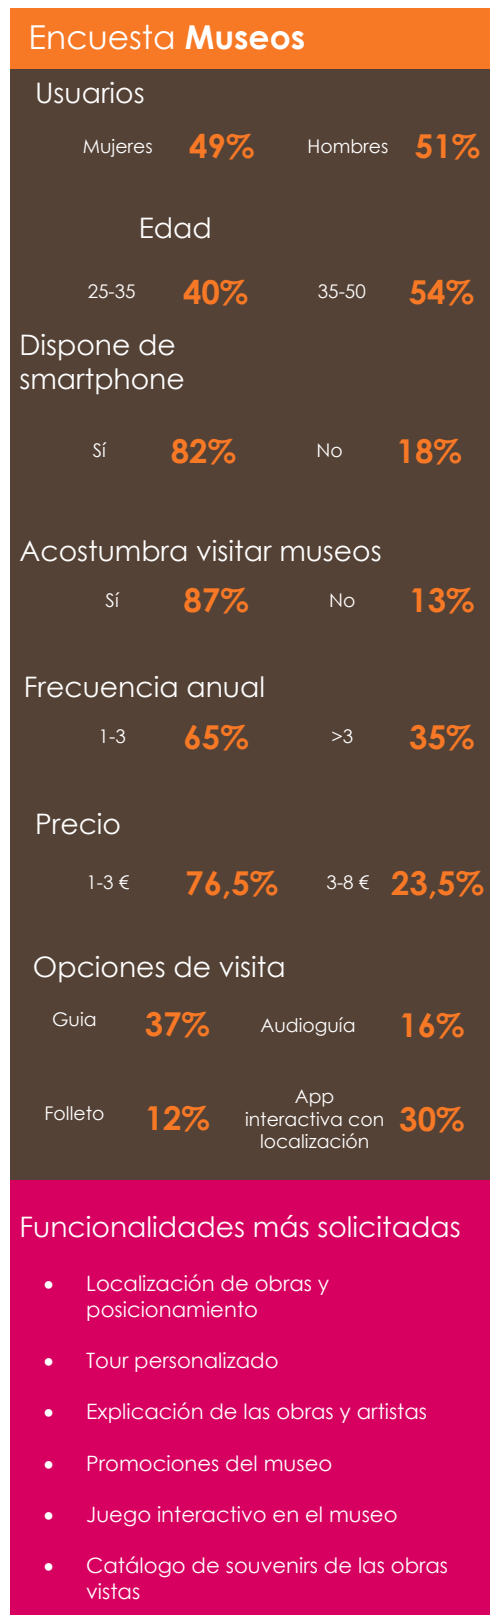 Encuesta Museos
Usuarios
Mujeres 49% Hombres 51%
Edad
25-35 40% 35-50 54%
Dispone de
smartphone
Sí 82% No 18%
Acostumbra visitar museos
Sí 87% No 13%
Frecuencia anual
1-3 65% >3 35%
Precio
1-3 € 76,5% 3-8 € 23,5%
Opciones de visita
Guia 37% Audioguía 16%
Folleto 12% App
interactiva con
localización 30%
Funcionalidades más solicitadas
• Localización de obras y
posicionamiento
• Tour personalizado
• Explicación de las obras y artistas
• Promociones del museo
• Juego interactivo en el museo
• Catálogo de souvenirs de las obras
vistas